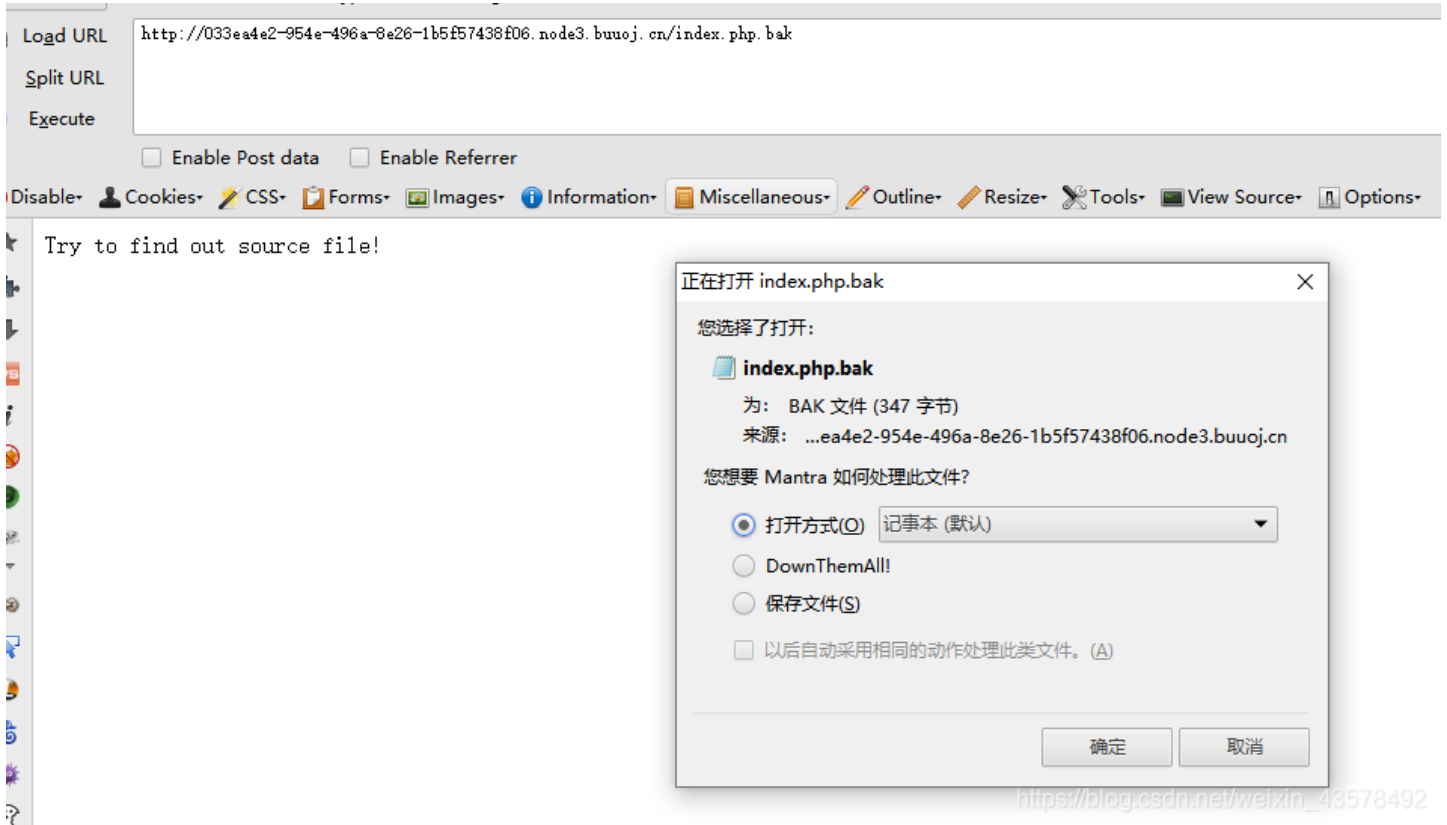 Load URL
http://033ea4e2-954e-496a-8e26-1b5f57438f06.node3.buuoj.cn/index.php.bak
Split URL
Execute
Enable Post data Enable Referrer
Disable Cookies CSS Forms Images Information Miscellaneous Outline Resize Tools View Source Options
Try to find out source file!
正在打开 index.php.bak
您选择了打开:
index.php.bak
为: BAK 文件 (347 字节)
来源: ...ea4e2-954e-496a-8e26-1b5f57438f06.node3.buuoj.cn
您想要 Mantra 如何处理此文件?
打开方式(O) 记事本 (默认)
DownThemAll!
保存文件(S)
以后自动采用相同的动作处理此类文件。(A)
确定 取消
https://blog.csdn.net/weixin_43578492